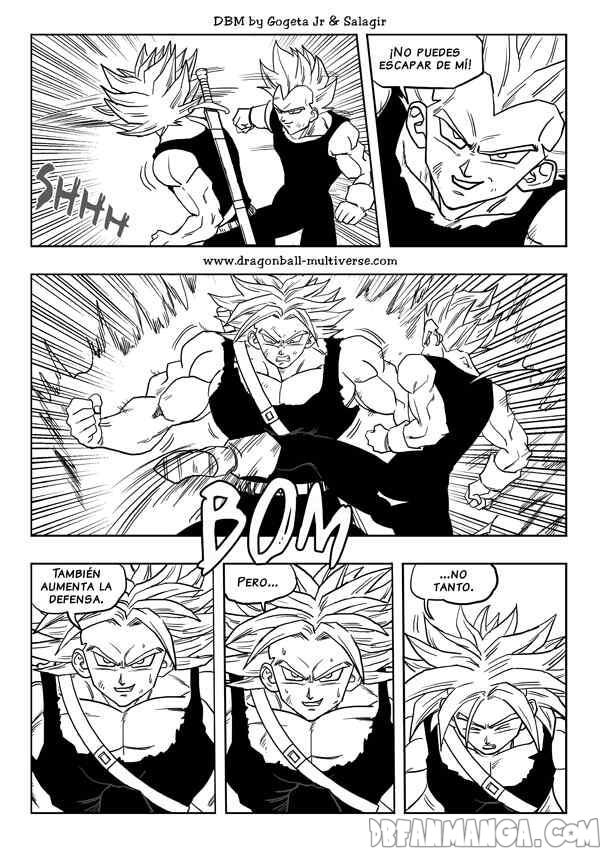 DBM by Gogeta Jr & Salagir
SHHH
¡No puedes
escapar de mí!
www.dragonball-multiverse.com
BOM
También
aumenta la
defensa.
Pero...
...no
tanto.
DBFANMANGA.COM